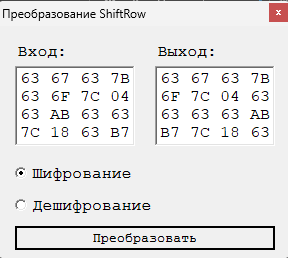 Преобразование ShiftRow
x
Вход: Выход:
63 67 63 7B 63 67 63 7B
63 6F 7C 04 6F 7C 04 63
63 AB 63 63 63 63 63 AB
7C 18 63 B7 B7 7C 18 63
Шифрование
Дешифрование
Преобразовать